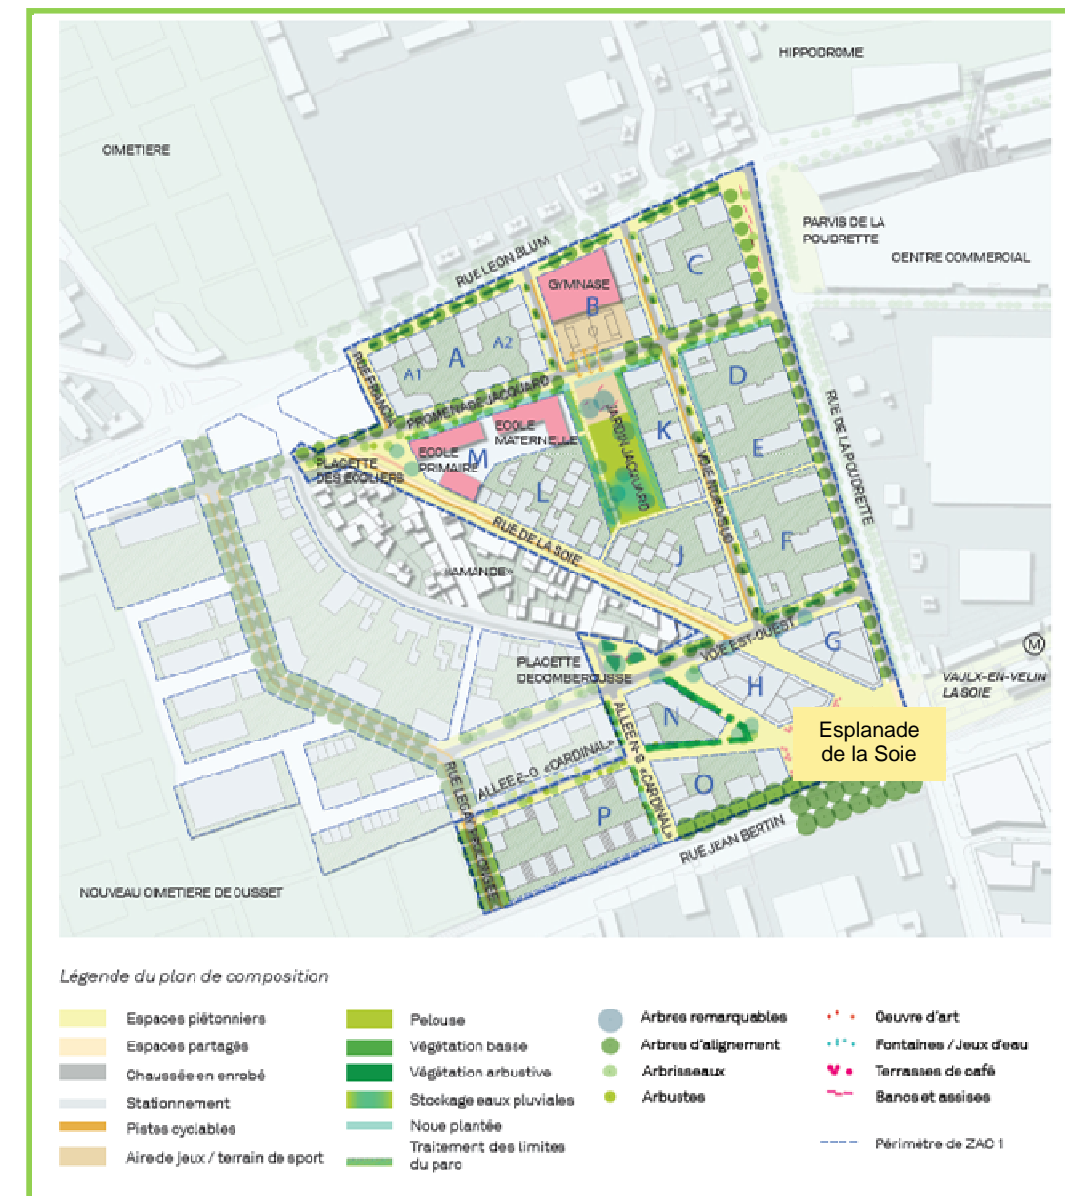 HIPPODROME
CIMETIERE
PARVIS DE LA
POUDRETTE
CENTRE COMMERCIAL
RUE LEON BLUM
GYMNASE
B
C
A
A2
A1
D
E
F
K
PROMENADE JACQUARD
ECOLE
MATERNELLE
ECOLE
PRIMAIRE
M
L
J
JARDIN JACQUARD
VOIE NORD/SUD
RUE DE LA POUDRETTE
PLACETTE
DES ECOLIERS
RUE DE LA SOIE
«AMANDE»
VOIE EST-OUEST
G
H
N
O
P
M
VAULX-EN-VELIN
LA SOIE
PLACETTE
DECOMBEROUSSE
Esplanade
de la Soie
ALLEE N-S «CARDINAL»
ALLEE E-O «CARDINAL»
RUE JEAN BERTIN
NOUVEAU CIMETIERE DE CUSSET
Légende du plan de composition
Espaces piétonniers
Espaces partagés
Chaussée en enrobé
Stationnement
Pistes cyclables
Aire de jeux / terrain de sport
Pelouse
Végétation basse
Végétation arbustive
Stockage eaux pluviales
Noue plantée
Traitement des limites
du parc
Arbres remarquables
Arbres d'alignement
Arbrisseaux
Arbustes
Oeuvre d'art
Fontaines / Jeux d'eau
Terrasses de café
Bancs et assises
Périmètre de ZAC 1